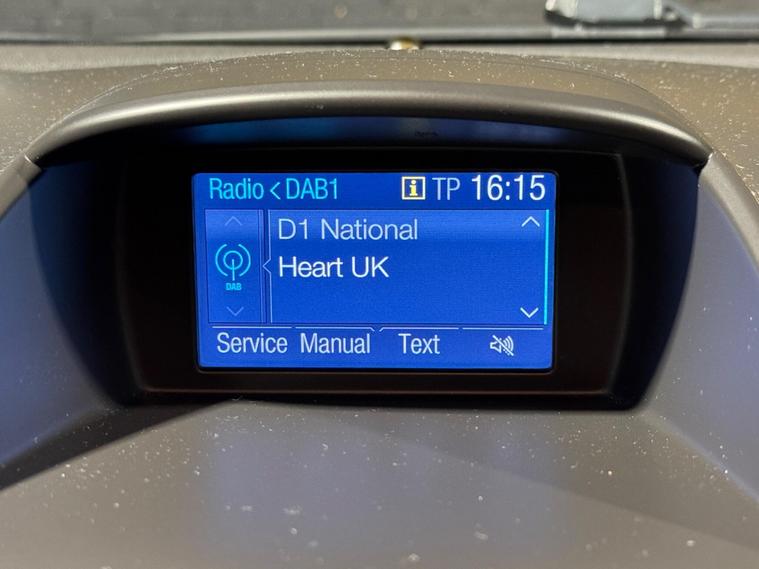 Radio < DAB1 i TP 16:15
D1 National
Heart UK
DAB
Service Manual Text